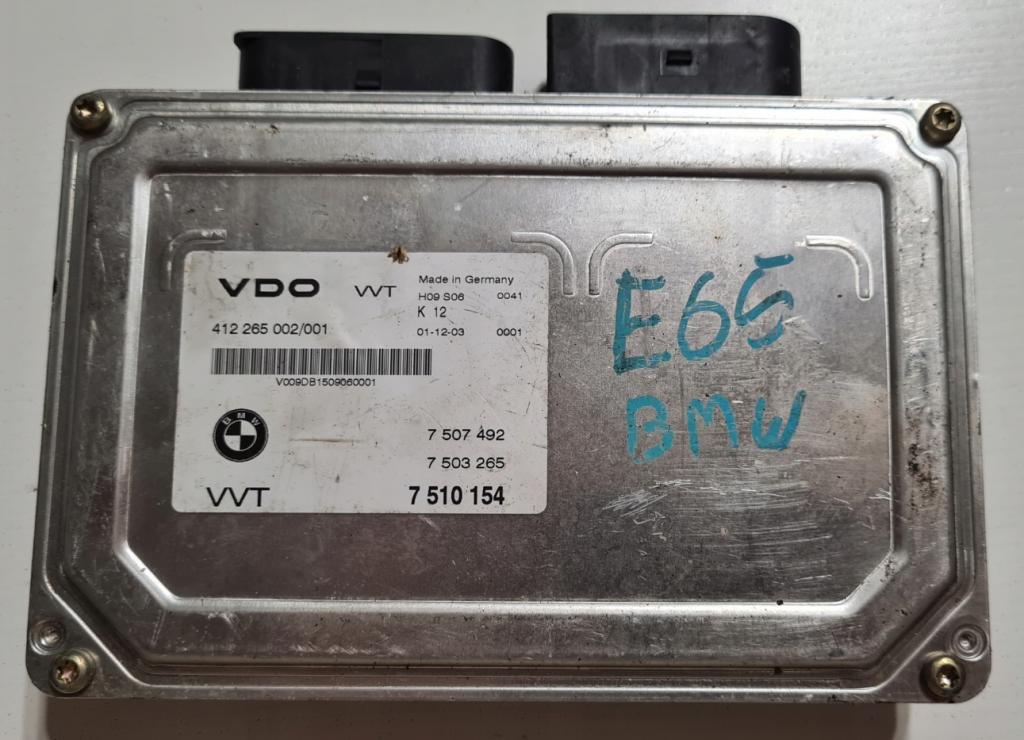 VDO VVT Made in Germany
H09 S06 0041
K 12
412 265 002/001 01-12-03 0001
V009DB1509060001
BMW
7 507 492
7 503 265
VVT 7 510 154
E65
BMW